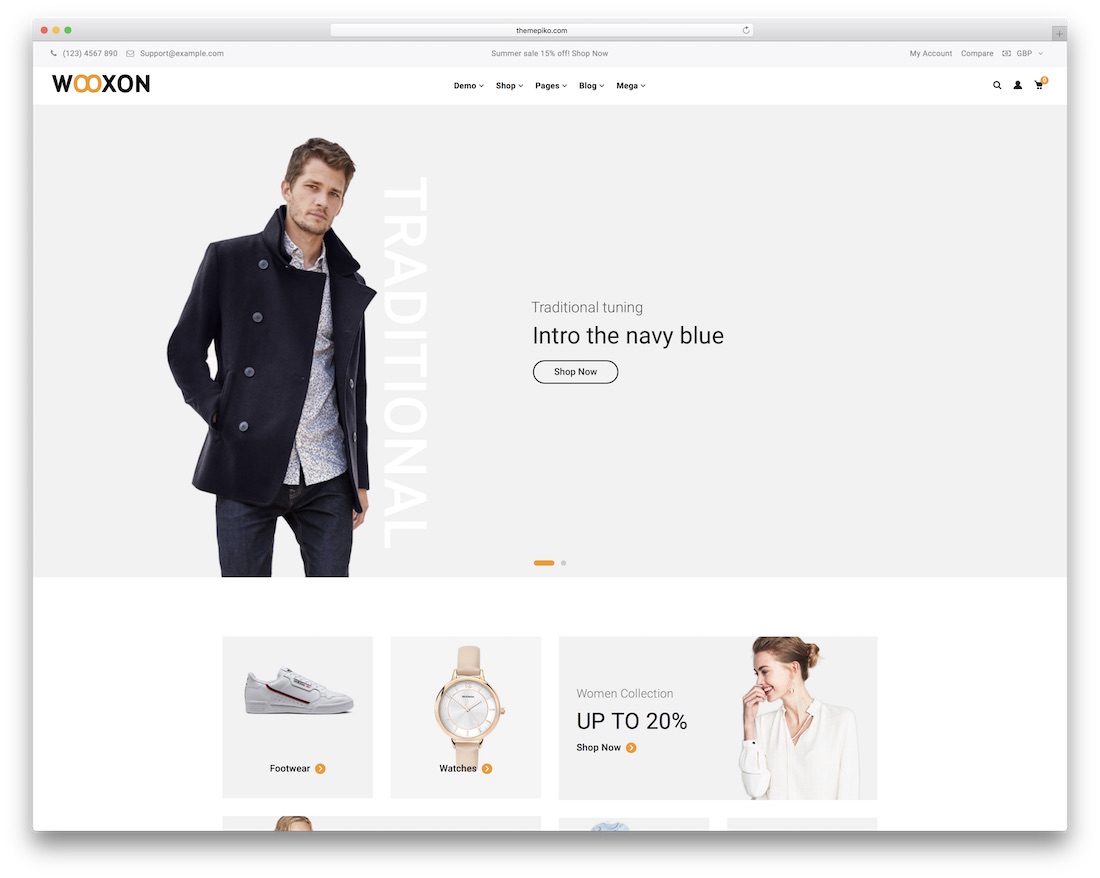 themepiko.com
(123) 4567 890 Support@example.com Summer sale 15% off! Shop Now My Account Compare GBP
WOOXON Demo Shop Pages Blog Mega 0
TRADITIONAL
Traditional tuning
Intro the navy blue
Shop Now
Women Collection
UP TO 20%
Shop Now
Footwear Watches